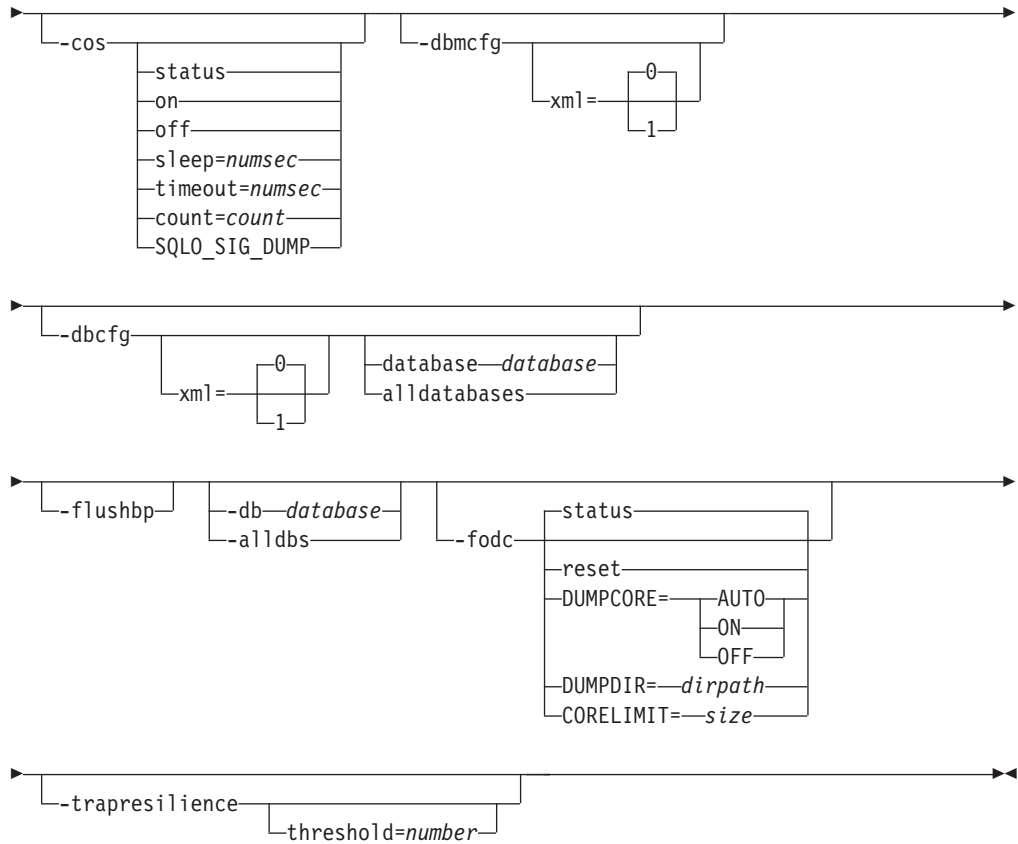 -cos -dbmcfg
status 0
on xml= 1
off
sleep=numsec
timeout=numsec
count=count
SQLO_SIG_DUMP
-dbcfg
0 database database
xml= 1 alldatabases
-flushbp -db database status
-alldbs -fodc
reset
DUMPCORE= AUTO
ON
OFF
DUMPDIR= dirpath
CORELIMIT= size
-trapresilience
threshold=number